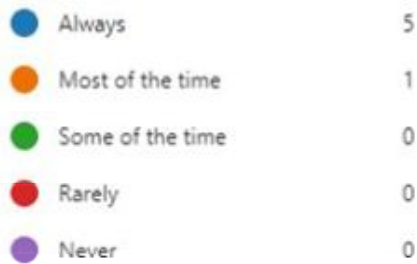 Always 5
Most of the time 1
Some of the time 0
Rarely 0
Never 0